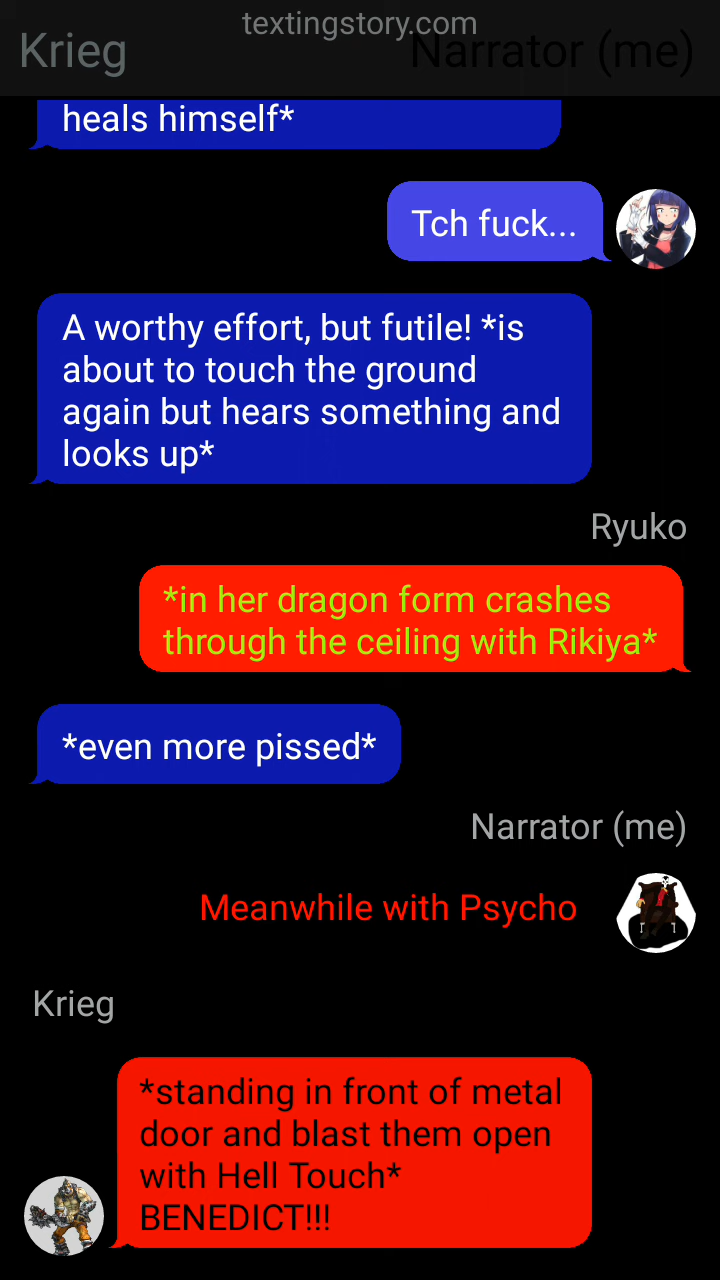 textingstory.com
Krieg
Narrator (me)
heals himself*
Tch fuck...
A worthy effort, but futile! *is
about to touch the ground
again but hears something and
looks up*
Ryuko
*in her dragon form crashes
through the ceiling with Rikiya*
*even more pissed*
Narrator (me)
Meanwhile with Psycho
Krieg
*standing in front of metal
door and blast them open
with Hell Touch*
BENEDICT!!!